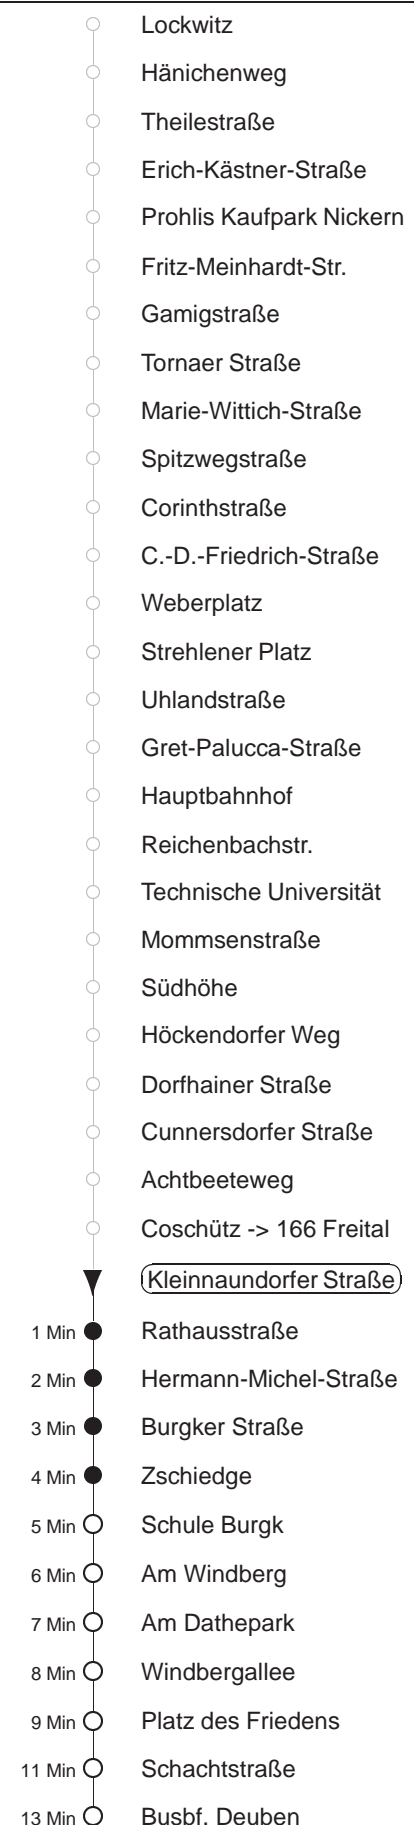 Lockwitz
Hänichenweg
Theilestraße
Erich-Kästner-Straße
Prohlis Kaufpark Nickern
Fritz-Meinhardt-Str.
Gamigstraße
Tornaer Straße
Marie-Wittich-Straße
Spitzwegstraße
Corinthstraße
C.-D.-Friedrich-Straße
Weberplatz
Strehlener Platz
Uhlandstraße
Gret-Palucca-Straße
Hauptbahnhof
Reichenbachstr.
Technische Universität
Mommsenstraße
Südhöhe
Höckendorfer Weg
Dorfhainer Straße
Cunnersdorfer Straße
Achtbeeteweg
Coschütz -> 166 Freital
Kleinnaundorfer Straße
1 Min Rathausstraße
2 Min Hermann-Michel-Straße
3 Min Burgker Straße
4 Min Zschiedge
5 Min Schule Burgk
6 Min Am Windberg
7 Min Am Dathepark
8 Min Windbergallee
9 Min Platz des Friedens
11 Min Schachtstraße
13 Min Busbf. Deuben